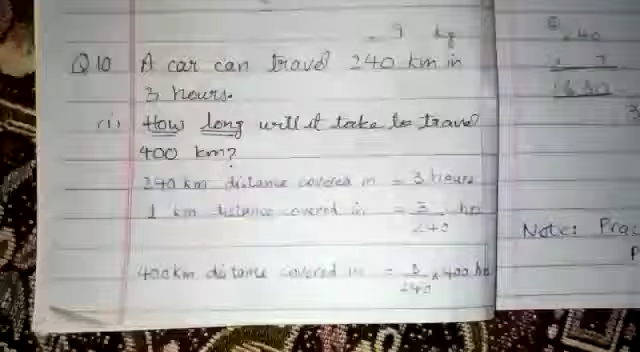 9 kg
Q10 A car can travel 240 km in
3 hours.
(i) How long will it take to travel
400 km?
240 km distance covered in = 3 hours
1 km distance covered in = 3/240 hr
400 km distance covered in = 3/240 × 400 hr
Note: